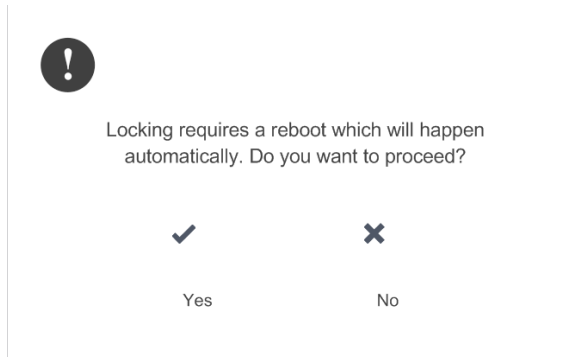 Locking requires a reboot which will happen
automatically. Do you want to proceed?
Yes
No